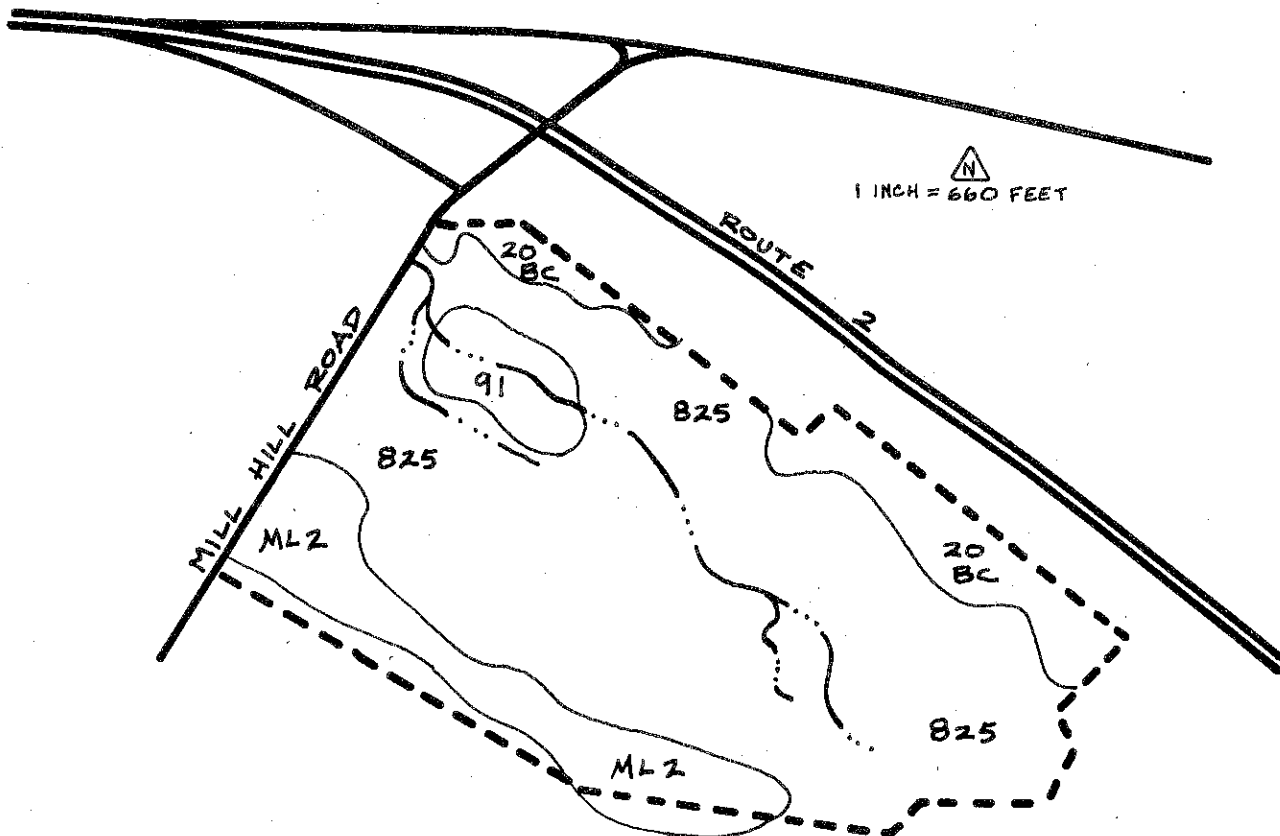 N
1 INCH = 660 FEET
ROUTE 2
20
BC
MILL HILL ROAD
91
825
825
ML2
20
BC
825
ML2